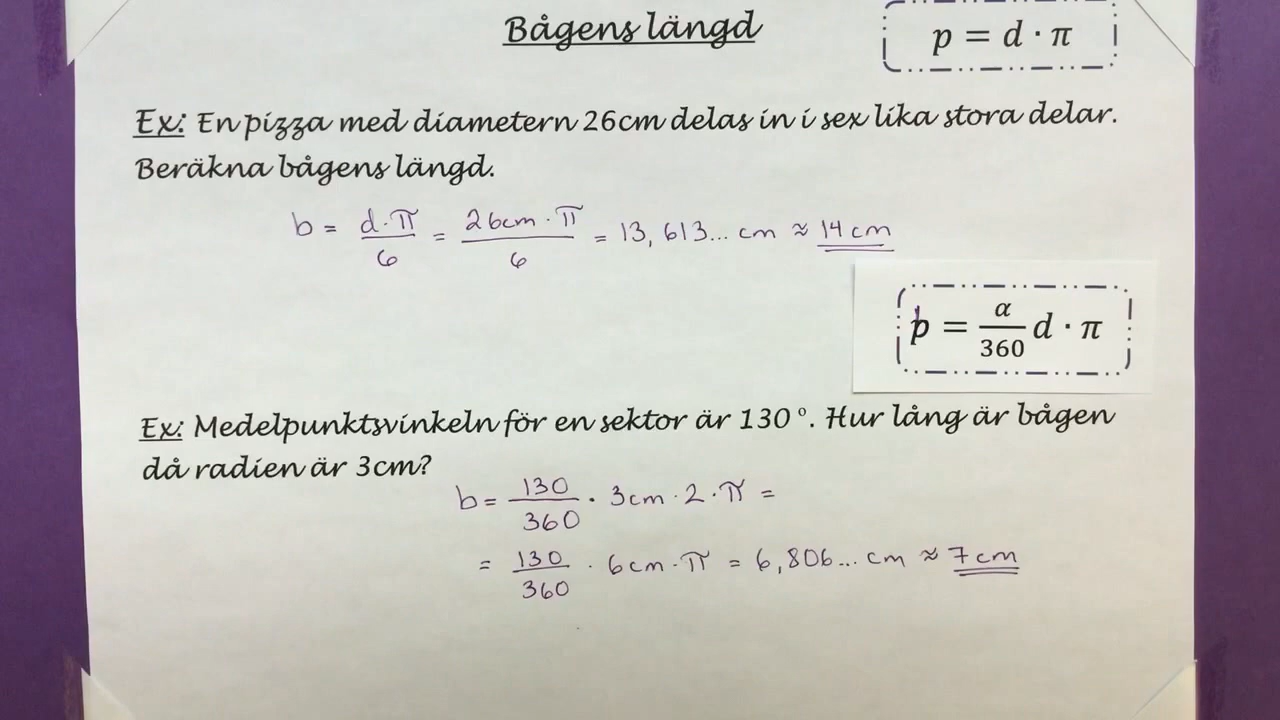 Bågens längd
p = d · π
Ex: En pizza med diametern 26cm delas in i sex lika stora delar.
Beräkna bågens längd.
b = d·π/6 = 26cm · π/6 = 13,613... cm ≈ 14 cm
b = α/360 d · π
Ex: Medelpunktsvinkeln för en sektor är 130°. Hur lång är bågen
då radien är 3cm?
b = 130/360 · 3cm · 2 · π =
= 130/360 · 6cm · π = 6,806... cm ≈ 7cm